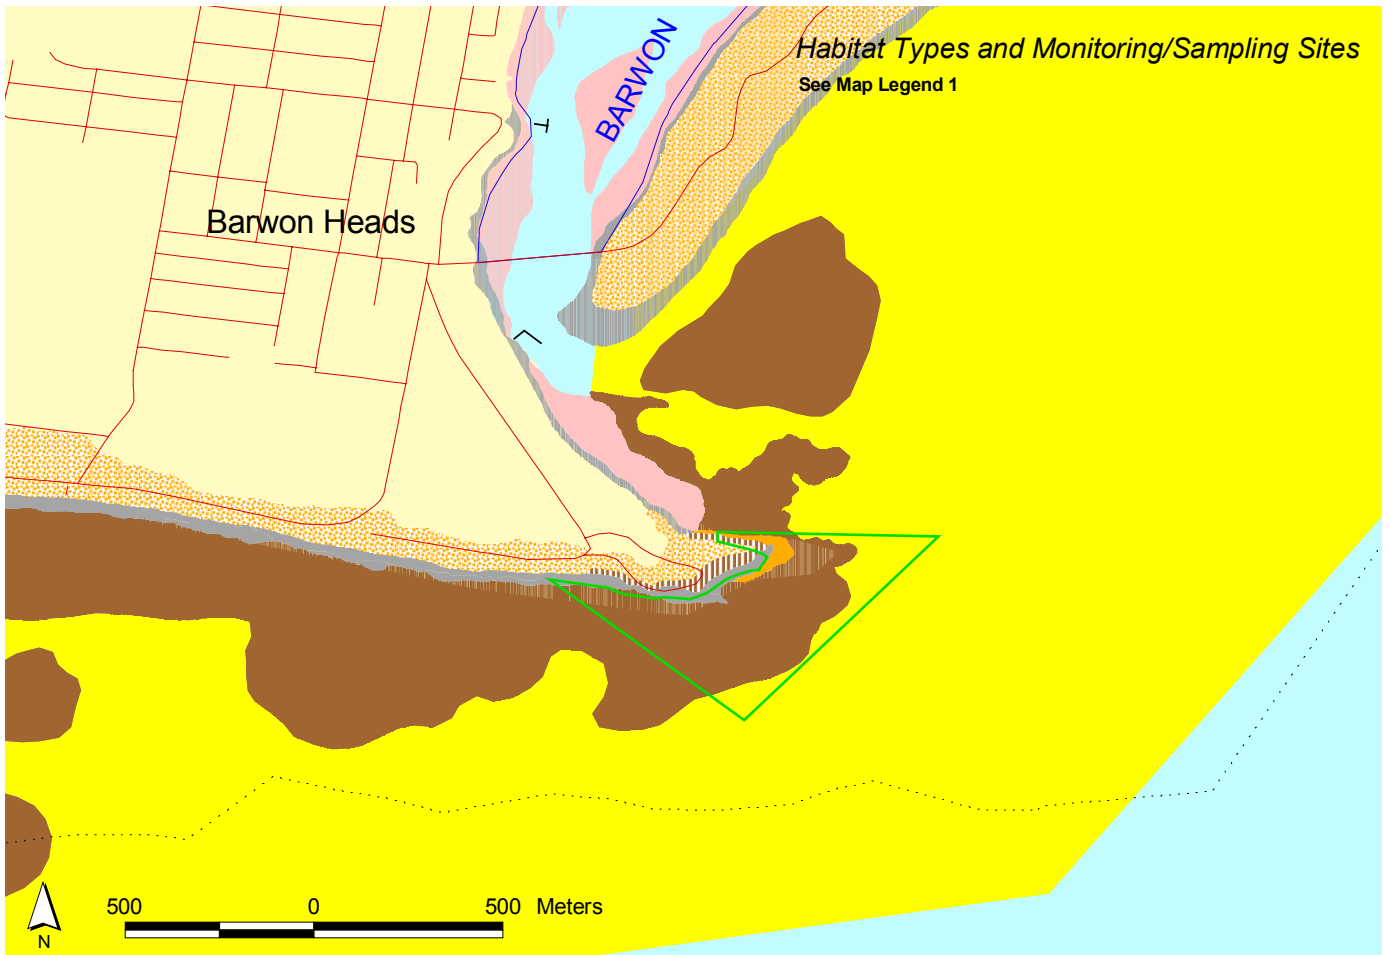 Habitat Types and Monitoring/Sampling Sites
See Map Legend 1
BARWON
Barwon Heads
500 0 500 Meters
N